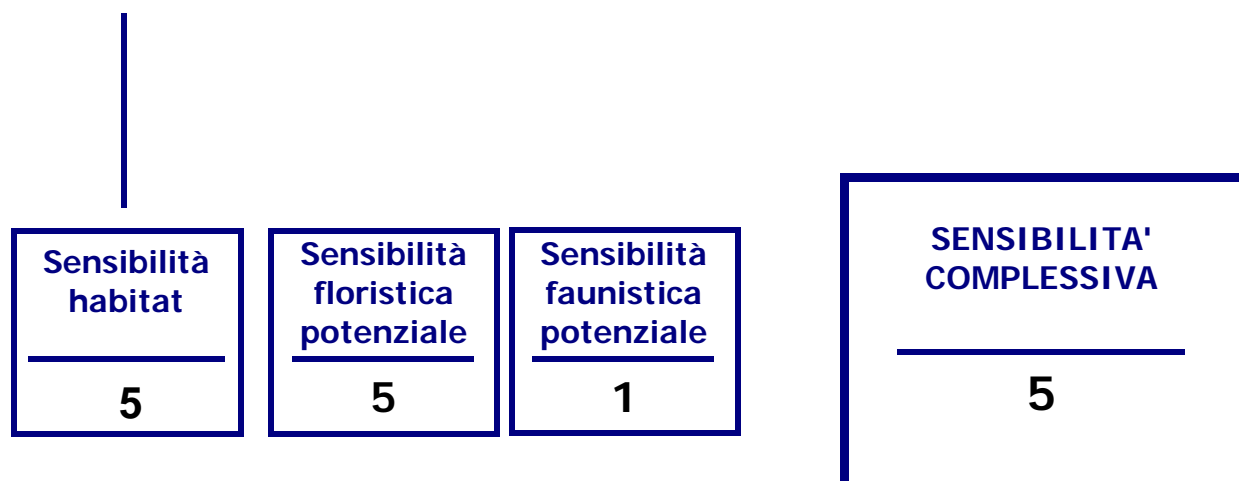 Sensibilità
habitat
5
Sensibilità
floristica
potenziale
5
Sensibilità
faunistica
potenziale
1
SENSIBILITA'
COMPLESSIVA
5